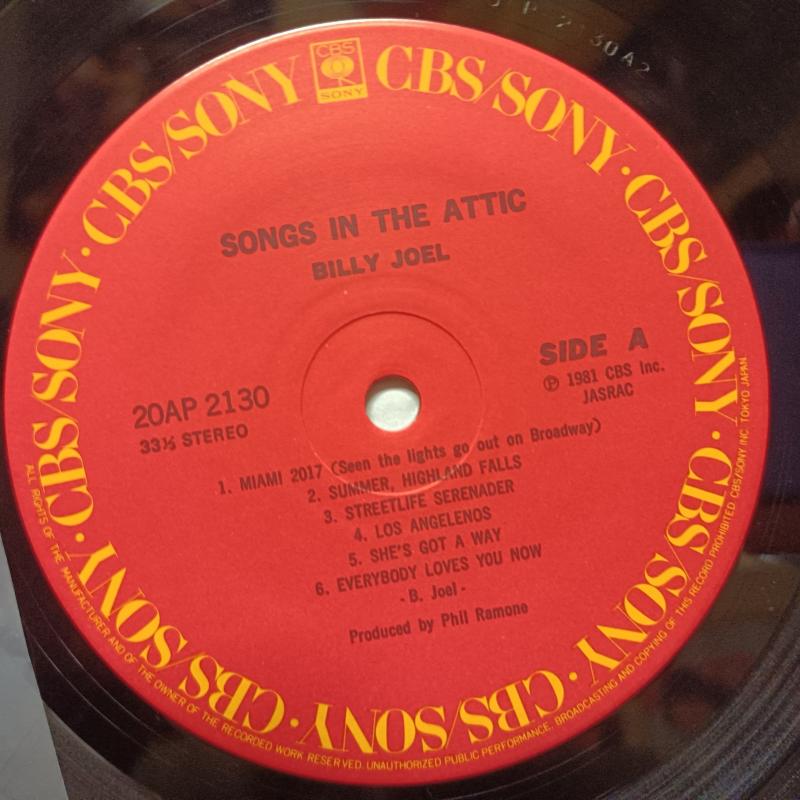 2130A2
CBS
SONY
CBS/SONY · CBS/SONY · CBS/SONY · CBS/SONY · CBS/SONY · CBS/SONY · CBS/SONY · CBS/SONY · CBS/SONY
SONGS IN THE ATTIC
BILLY JOEL
SIDE A
℗ 1981 CBS Inc.
JASRAC
20AP 2130
33⅓ STEREO
1. MIAMI 2017 (Seen the lights go out on Broadway)
2. SUMMER, HIGHLAND FALLS
3. STREETLIFE SERENADER
4. LOS ANGELENOS
5. SHE'S GOT A WAY
6. EVERYBODY LOVES YOU NOW
- B. Joel -
Produced by Phil Ramone
ALL RIGHTS OF THE MANUFACTURER AND OF THE OWNER OF THE RECORDED WORK RESERVED. UNAUTHORIZED PUBLIC PERFORMANCE, BROADCASTING AND COPYING OF THIS RECORD PROHIBITED. CBS/SONY INC. TOKYO JAPAN.